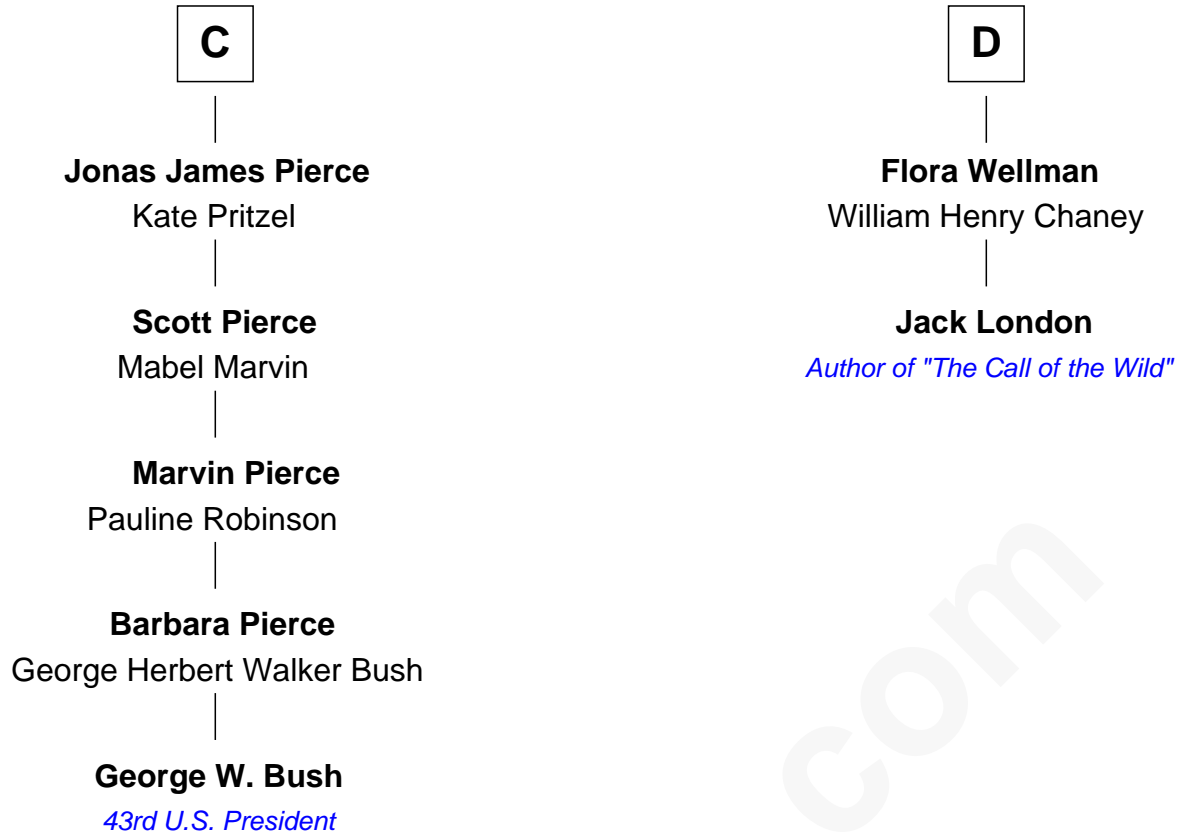 C
Jonas James Pierce
Kate Pritzel
Scott Pierce
Mabel Marvin
Marvin Pierce
Pauline Robinson
Barbara Pierce
George Herbert Walker Bush
George W. Bush
43rd U.S. President
D
Flora Wellman
William Henry Chaney
Jack London
Author of "The Call of the Wild"
com